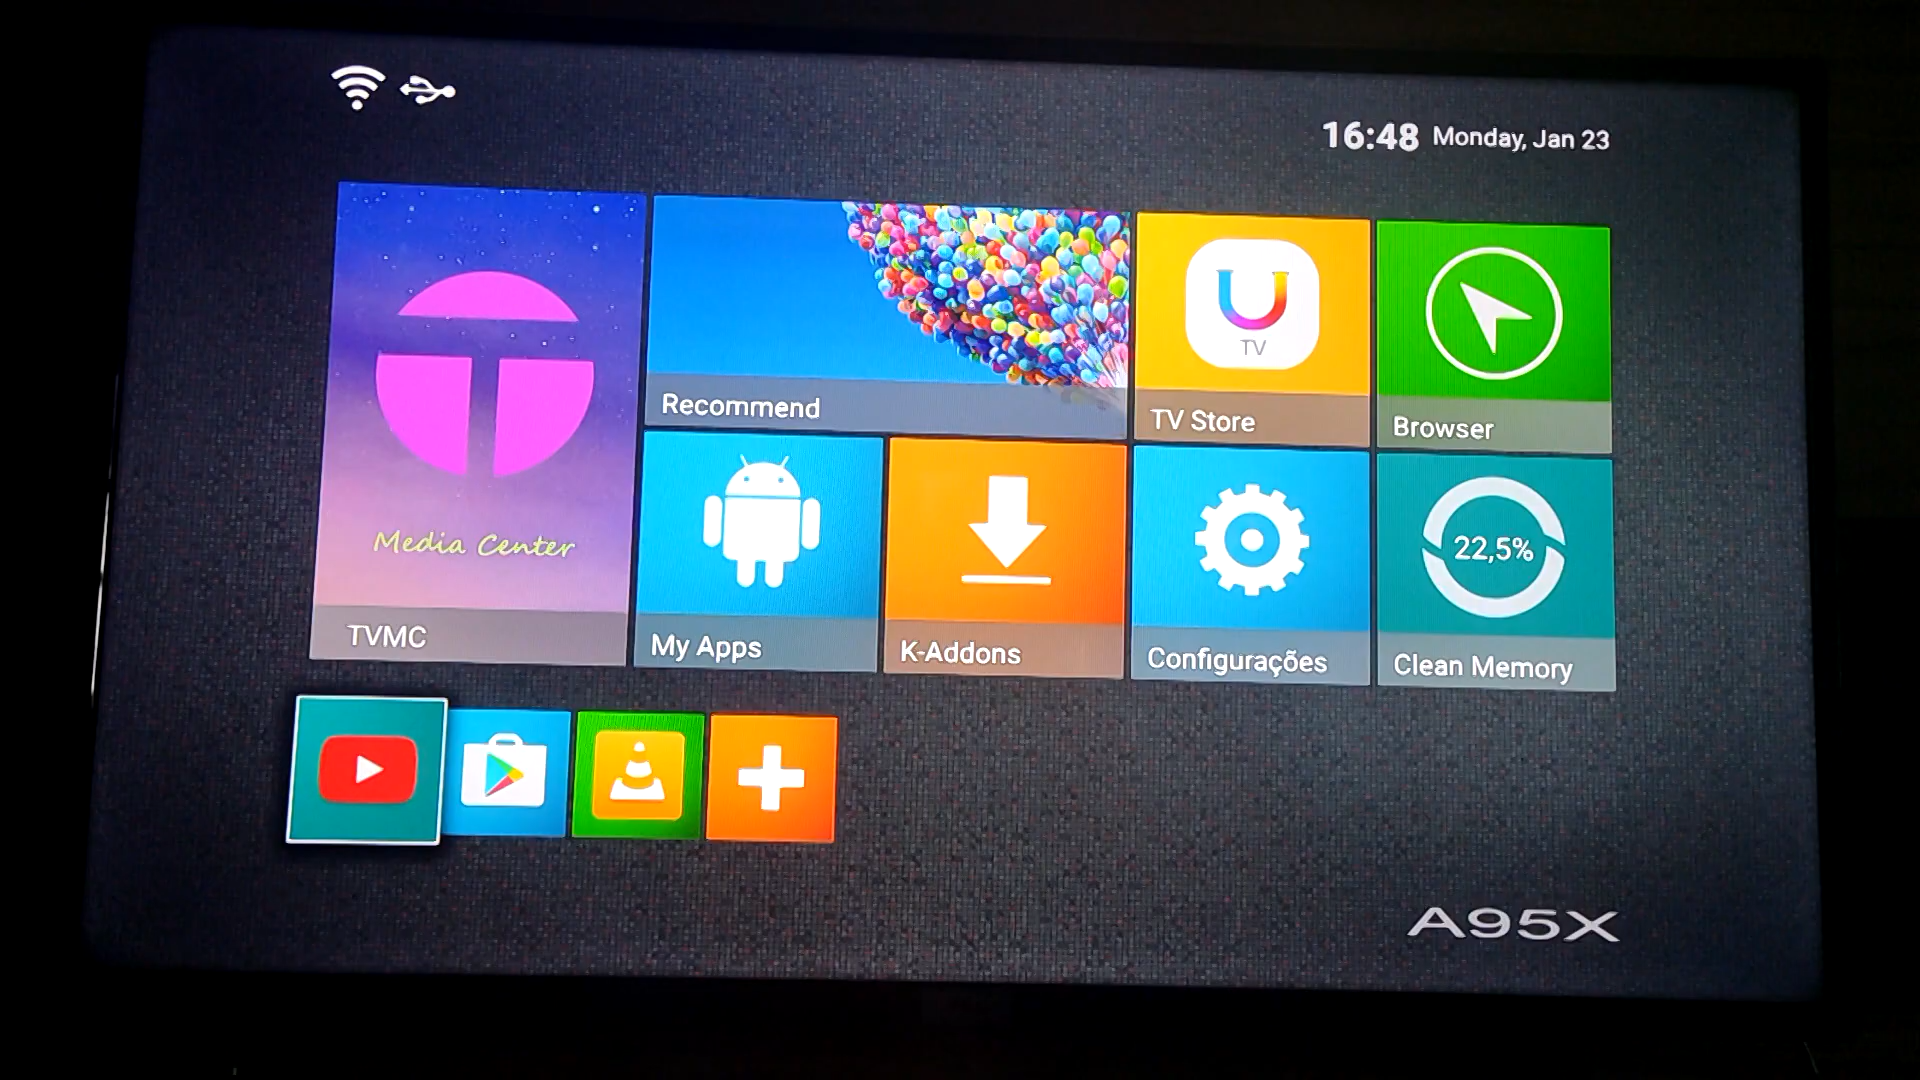 16:48 Monday, Jan 23
Media Center
TVMC
Recommend
TV
TV Store
Browser
My Apps
K-Addons
Configurações
22,5%
Clean Memory
A95X